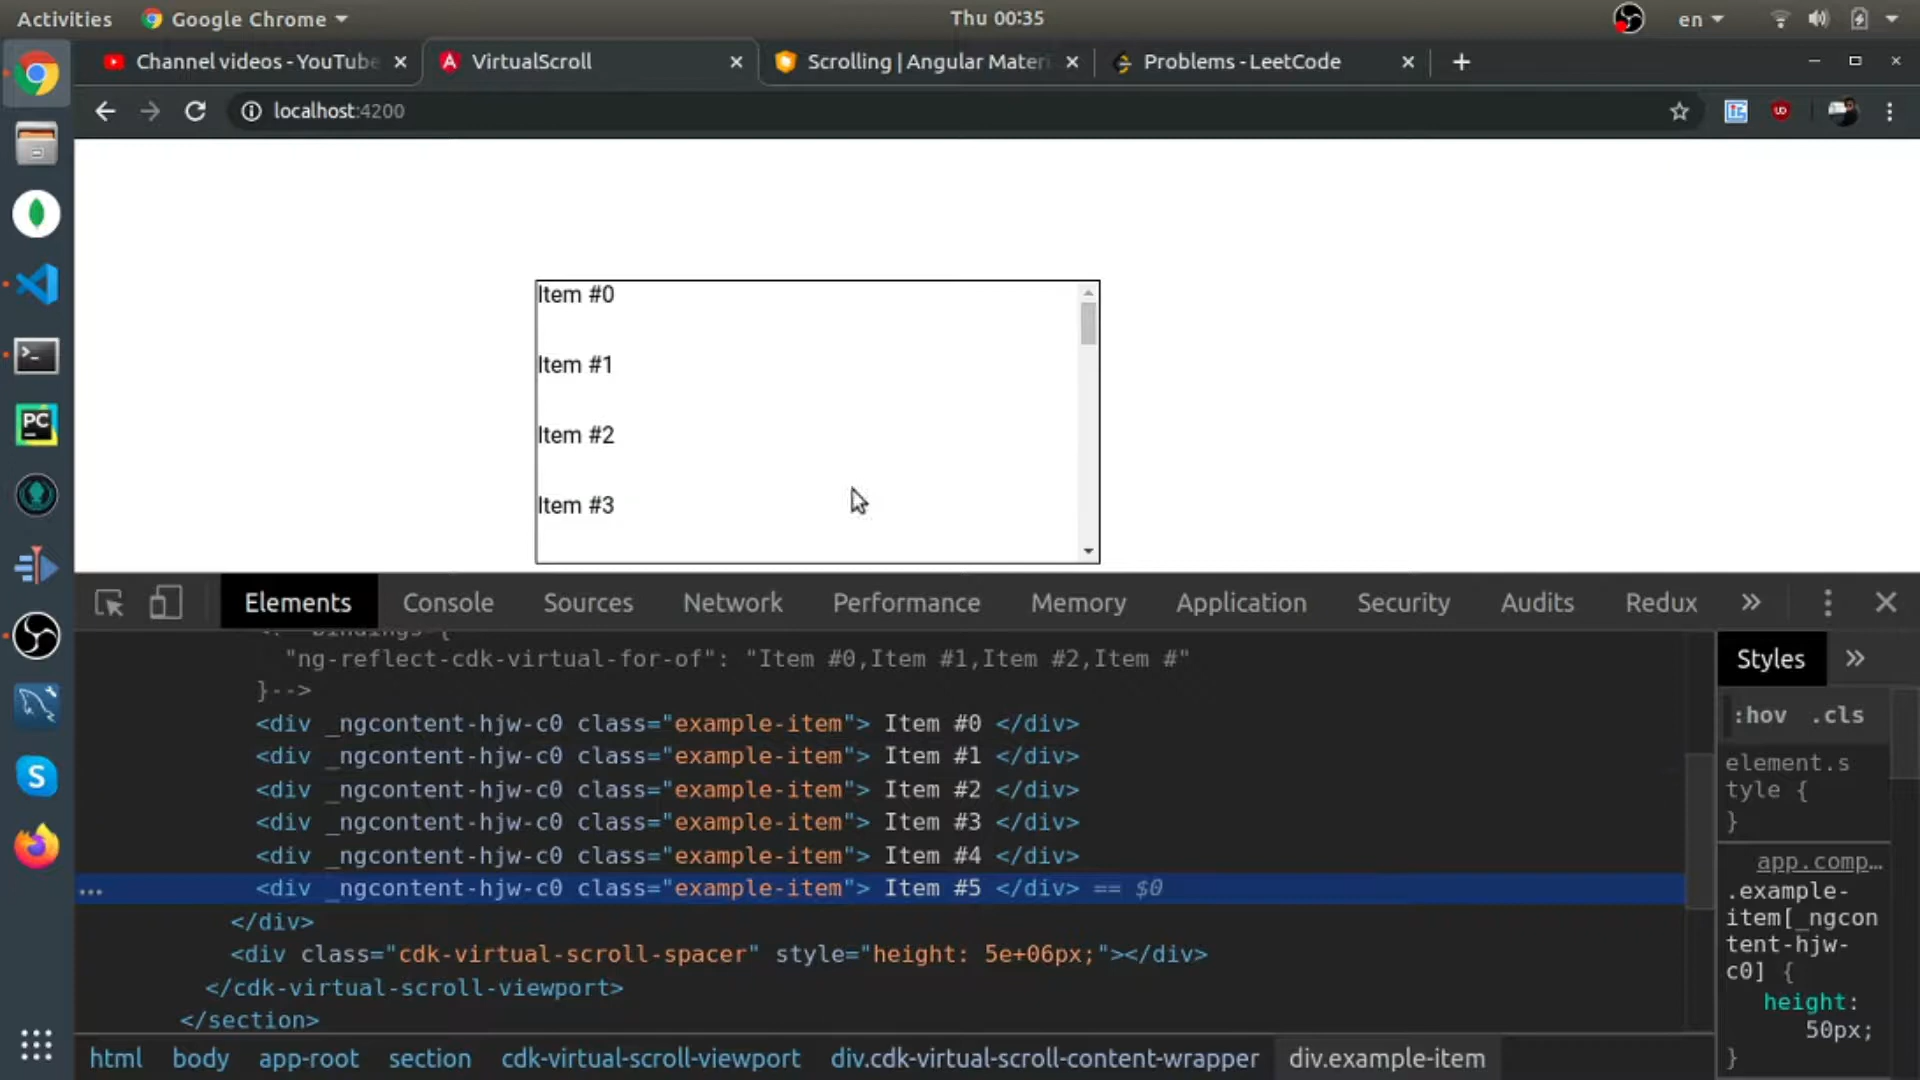 Activities
Google Chrome
Thu 00:35
en
Channel videos - YouTube
VirtualScroll
Scrolling | Angular Materi
Problems - LeetCode
localhost:4200
Item #0
Item #1
Item #2
Item #3
Elements
Console
Sources
Network
Performance
Memory
Application
Security
Audits
Redux
"ng-reflect-cdk-virtual-for-of": "Item #0,Item #1,Item #2,Item #"
}-->
<div _ngcontent-hjw-c0 class="example-item"> Item #0 </div>
<div _ngcontent-hjw-c0 class="example-item"> Item #1 </div>
<div _ngcontent-hjw-c0 class="example-item"> Item #2 </div>
<div _ngcontent-hjw-c0 class="example-item"> Item #3 </div>
<div _ngcontent-hjw-c0 class="example-item"> Item #4 </div>
<div _ngcontent-hjw-c0 class="example-item"> Item #5 </div> == $0
</div>
<div class="cdk-virtual-scroll-spacer" style="height: 5e+06px;"></div>
</cdk-virtual-scroll-viewport>
</section>
html
body
app-root
section
cdk-virtual-scroll-viewport
div.cdk-virtual-scroll-content-wrapper
div.example-item
Styles
:hov .cls
element.s
tyle {
}
app.comp…
.example-
item[_ngcon
tent-hjw-
c0] {
height:
50px;
}
PC
S